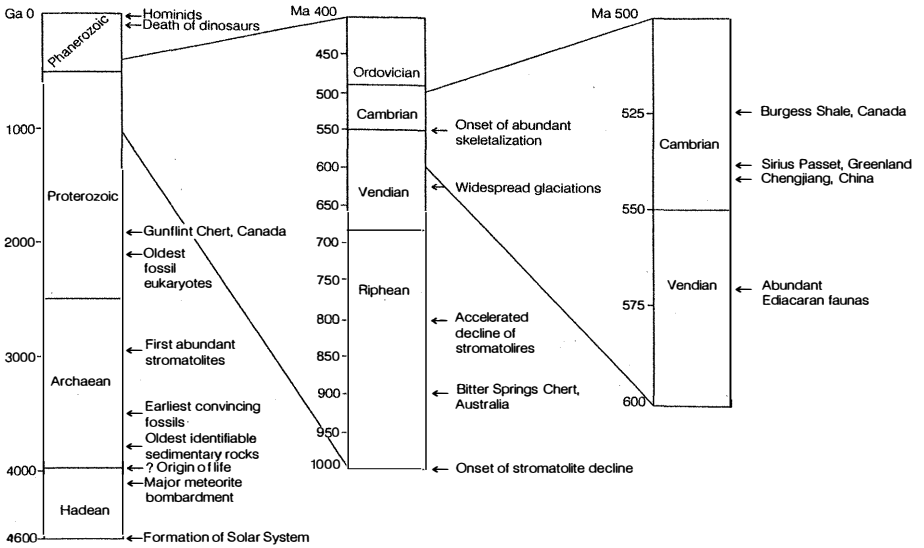 Ga 0
Hominids
Death of dinosaurs
Phanerozoic
1000
Proterozoic
Gunflint Chert, Canada
2000
Oldest
fossil
eukaryotes
First abundant
stromatolites
3000
Archaean
Earliest convincing
fossils
Oldest identifiable
sedimentary rocks
? Origin of life
4000
Major meteorite
bombardment
Hadean
4600
Formation of Solar System
Ma 400
450
Ordovician
500
Cambrian
550
Onset of abundant
skeletalization
600
Vendian
Widespread glaciations
650
700
750
Riphean
800
Accelerated
decline of
stromatolires
850
900
Bitter Springs Chert,
Australia
950
1000
Onset of stromatolite decline
Ma 500
525
Burgess Shale, Canada
Cambrian
Sirius Passet, Greenland
Chengjiang, China
550
Vendian
Abundant
Ediacaran faunas
575
600